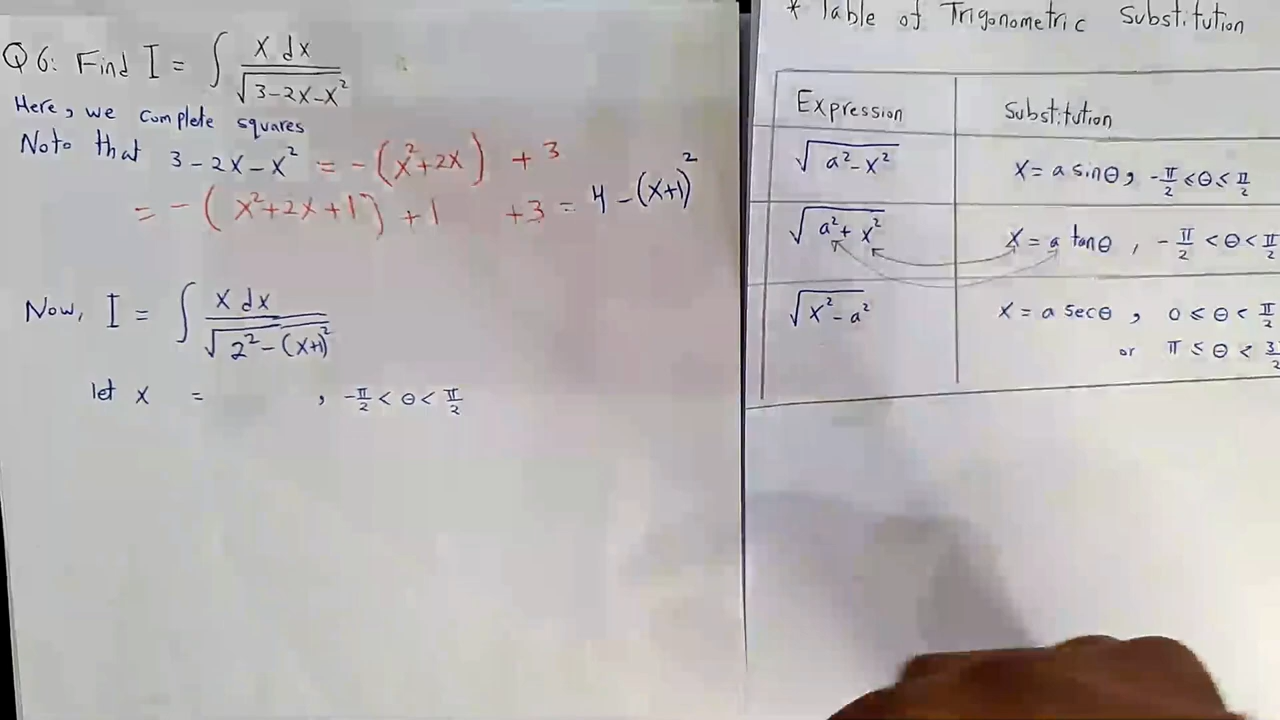 Q6: Find I = ∫ x dx / √(3-2x-x²)
Here, we complete squares
Note that 3-2x-x² = -(x²+2x) +3
= -(x²+2x+1) +1 +3 = 4-(x+1)²
Now, I = ∫ x dx / √(2²-(x+1)²)
let x = , -π/2 < θ < π/2
* Table of Trigonometric Substitution
Expression Substitution
√(a²-x²) x = a sinθ, -π/2 < θ < π/2
√(a²+x²) x = a tanθ, -π/2 < θ < π/2
√(x²-a²) x = a secθ, 0 ≤ θ < π/2
or π ≤ θ < 3